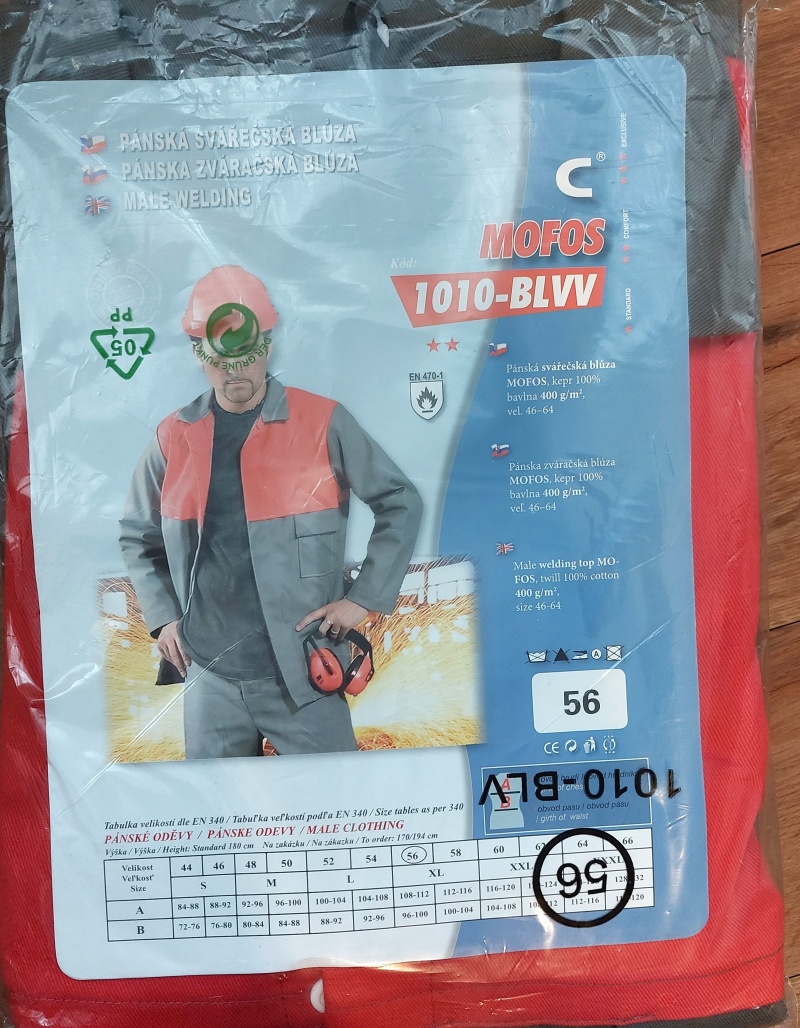 PÁNSKÁ SVÁŘEČSKÁ BLŮZA
PÁNSKA ZVÁRAČSKÁ BLÚZA
MALE WELDING
C®
MOFOS
Kód:
1010-BLVV
EXCLUSIVE
COMFORT
STANDARD
05
PP
DER GRÜNE PUNKT
EN 470-1
Pánská svářečská blůza
MOFOS, kepr 100%
bavlna 400 g/m²,
vel. 46–64
Pánska zváračská blúza
MOFOS, kepr 100%
bavlna 400 g/m²,
veľ. 46–64
Male welding top MO-
FOS, twill 100% cotton
400 g/m²,
size 46-64
A
56
CE
1010-BLV
A
B
obvod pasu / obvod pásu
| girth of waist
Tabulka velikostí dle EN 340 / Tabuľka veľkostí podľa EN 340 / Size tables as per 340
PÁNSKÉ ODĚVY / PÁNSKE ODEVY / MALE CLOTHING
Výška / Výška / Height: Standard 180 cm Na zakázku / Na zákazku / To order: 170/194 cm
Velikost
Veľkosť
Size
44 46 48 50 52 54 56 58 60 62 64 66
S M L XL XXL
A 84-88 88-92 92-96 96-100 100-104 104-108 108-112 112-116 116-120
B 72-76 76-80 80-84 84-88 88-92 92-96 96-100 100-104 104-108 112-116
56